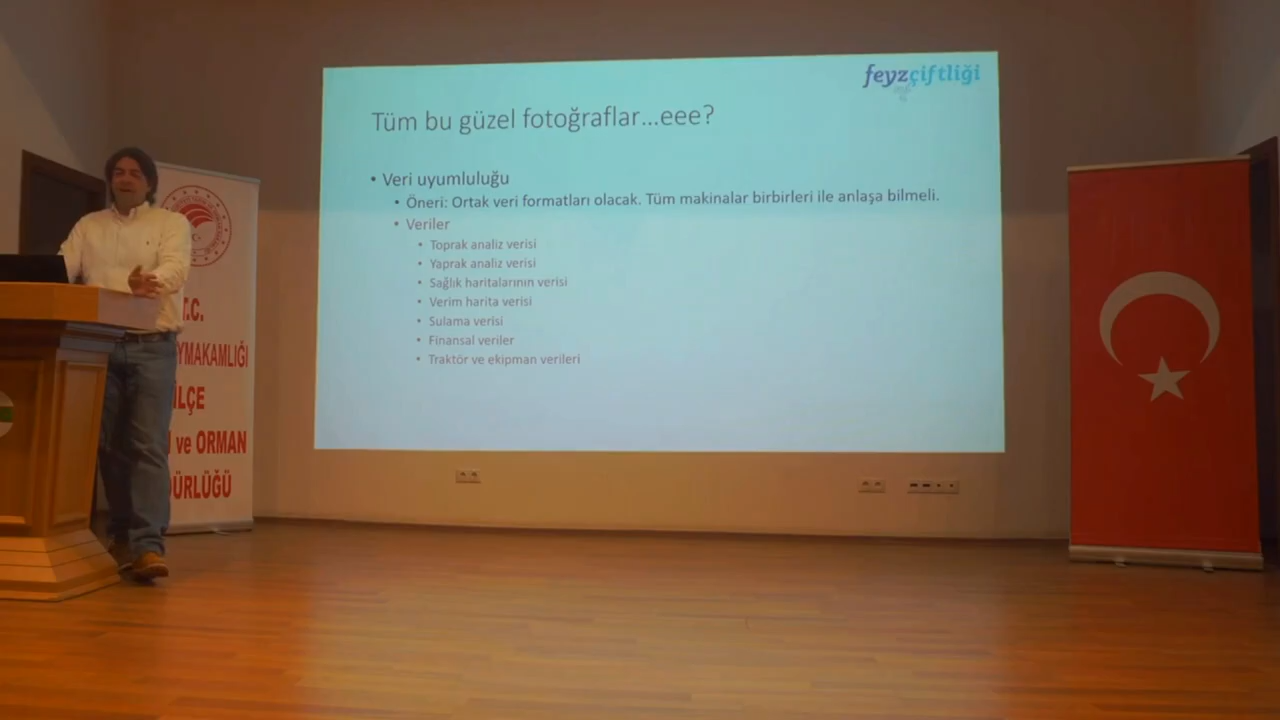 feyzçiftliği
Tüm bu güzel fotoğraflar...eee?
• Veri uyumluluğu
• Öneri: Ortak veri formatları olacak. Tüm makinalar birbirleri ile anlaşa bilmeli.
• Veriler
• Toprak analiz verisi
• Yaprak analiz verisi
• Sağlık haritalarının verisi
• Verim harita verisi
• Sulama verisi
• Finansal veriler
• Traktör ve ekipman verileri
T.C.
YMAKAMLIĞI
İLÇE
ve ORMAN
DÜRLÜĞÜ